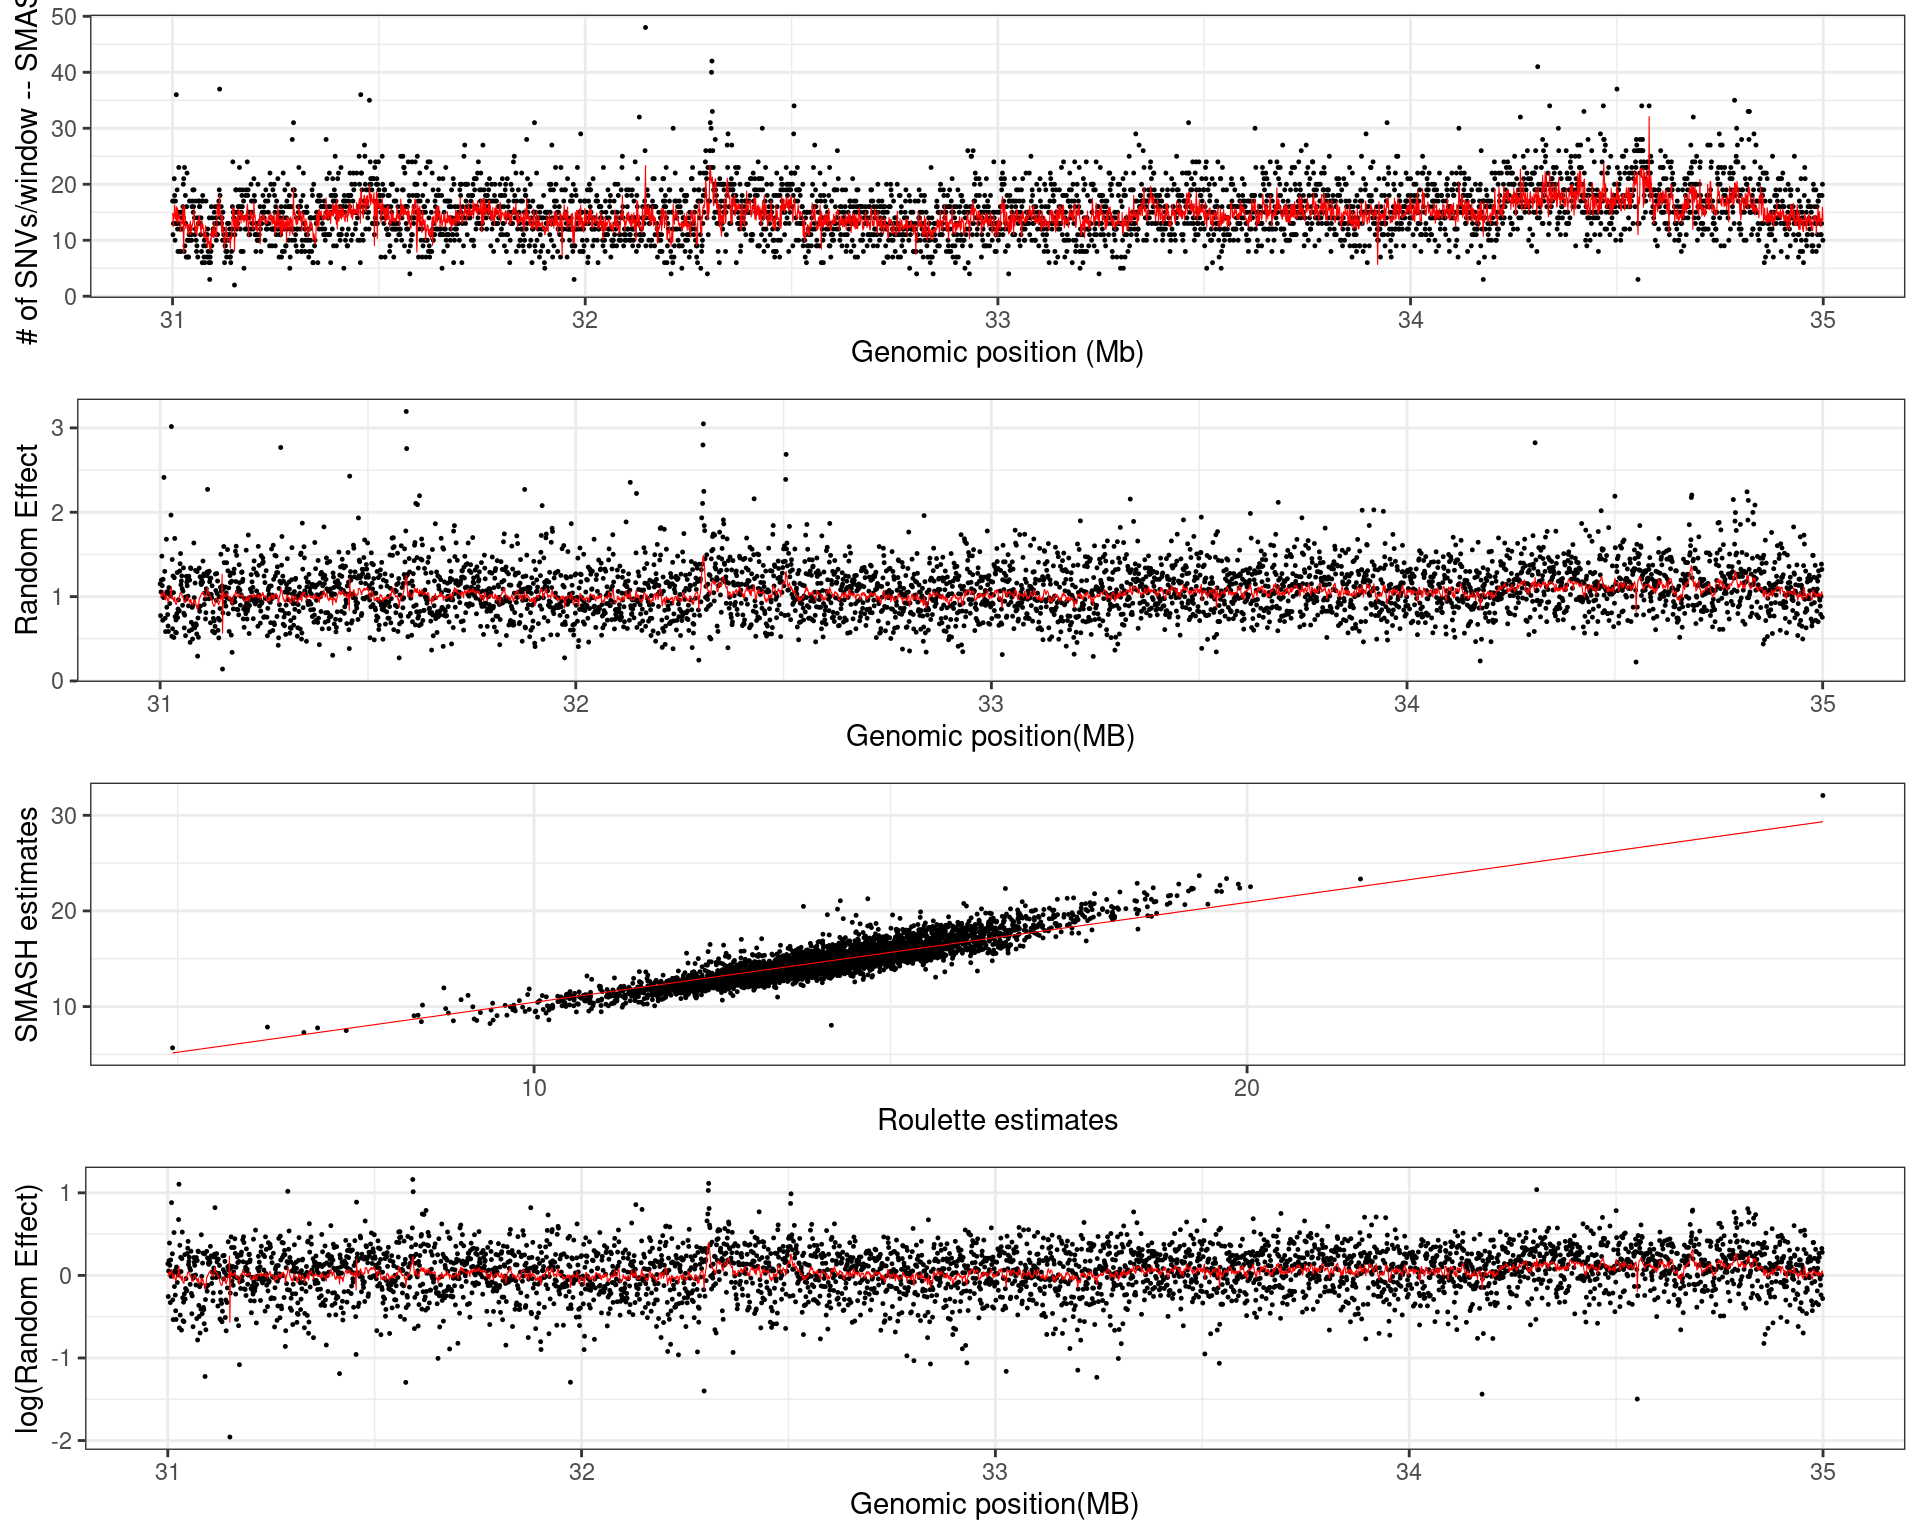 # of SNVs/window -- SMAS
50
40
30
20
10
0
31 32 33 34 35
Genomic position (Mb)
Random Effect
3
2
1
0
31 32 33 34 35
Genomic position(MB)
SMASH estimates
30
20
10
10 20
Roulette estimates
log(Random Effect)
1
0
-1
-2
31 32 33 34 35
Genomic position(MB)